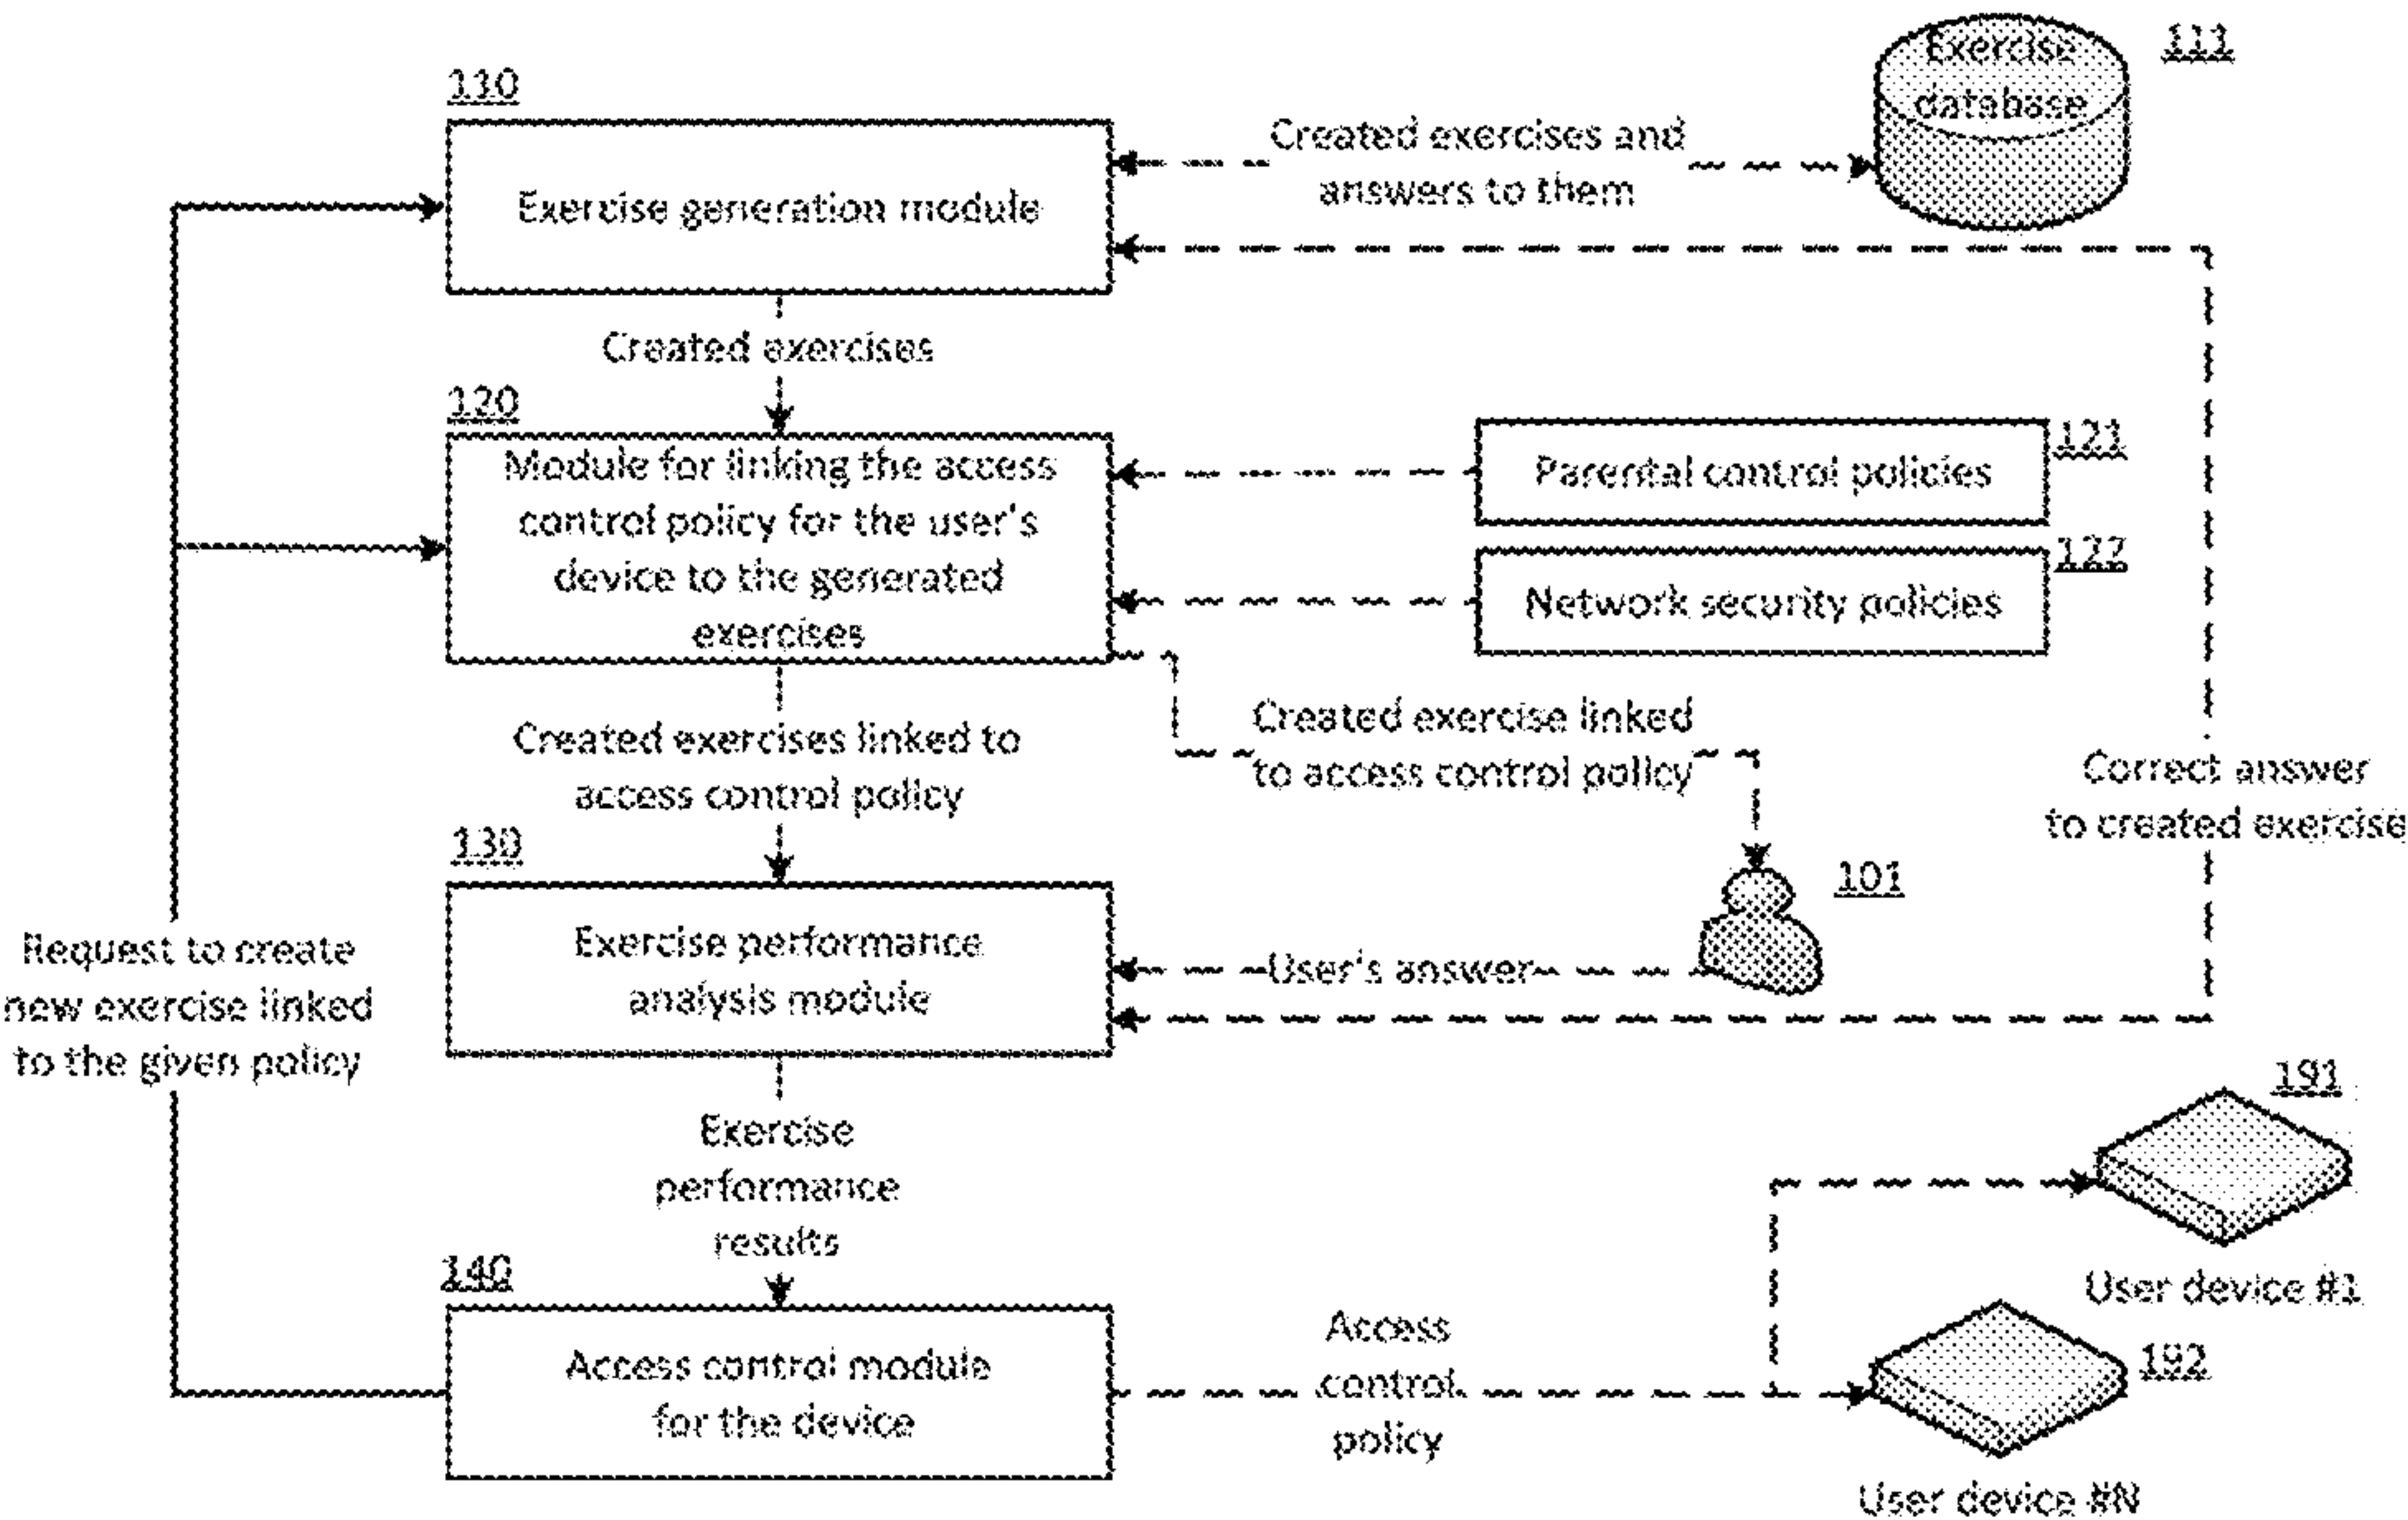 110
Exercise generation module
Created exercises and
answers to them
Exercise
database
111
Created exercises
120
Module for linking the access
control policy for the user's
device to the generated
exercises
Parental control policies
121
Network security policies
122
Created exercises linked to
access control policy
Created exercise linked
to access control policy
Correct answer
to created exercise
130
Exercise performance
analysis module
User's answer
101
Request to create
new exercise linked
to the given policy
Exercise
performance
results
140
Access control module
for the device
Access
control
policy
191
User device #1
192
User device #N